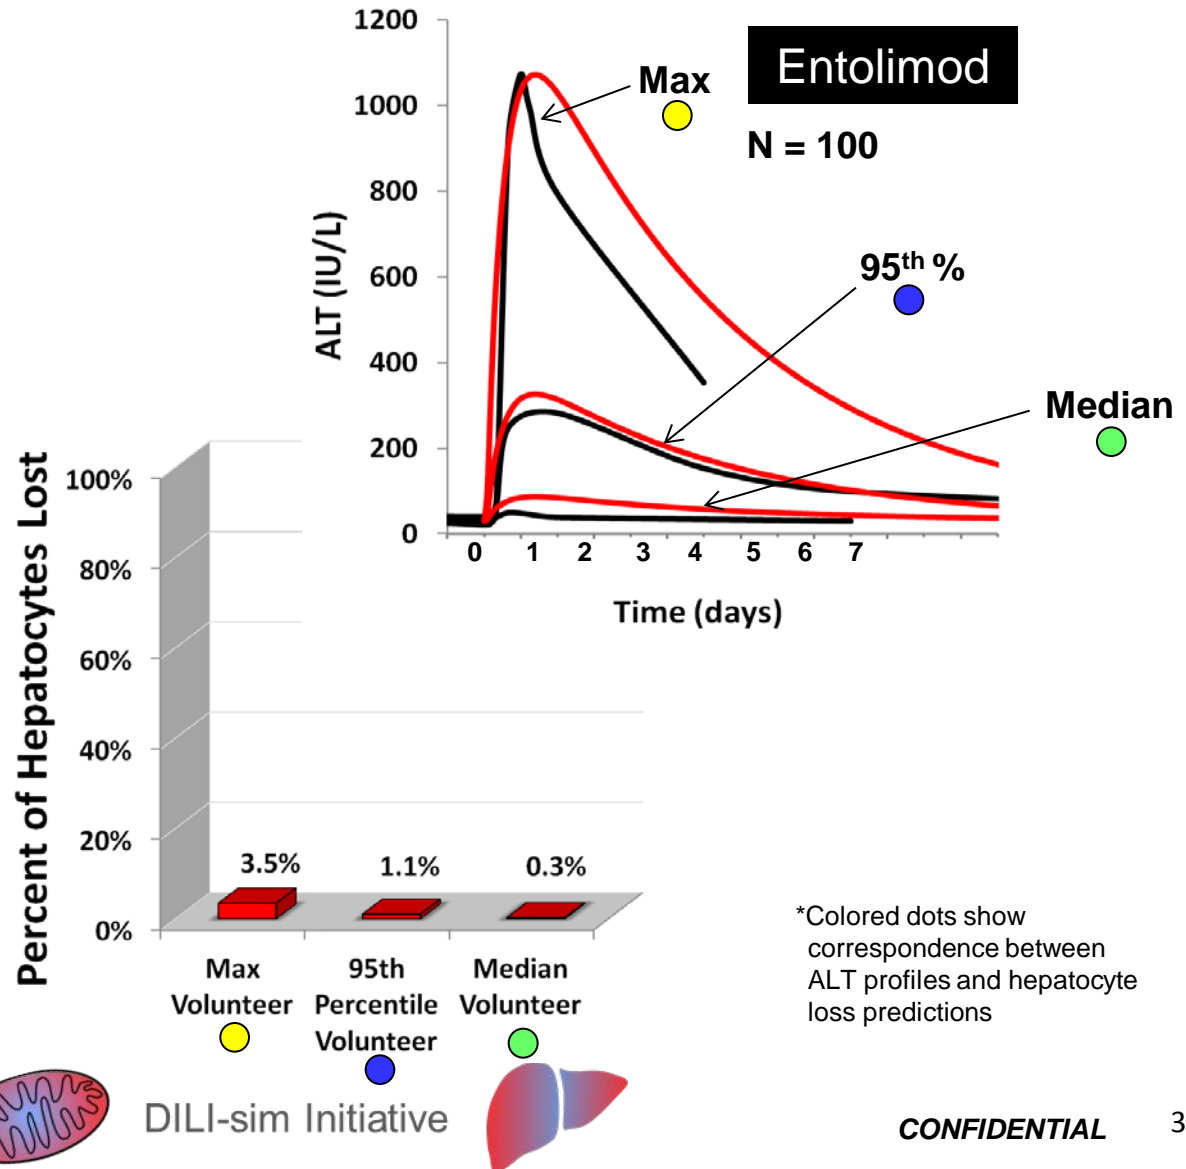 1200
1000
800
600
400
200
0
ALT (IU/L)
Entolimod
N = 100
Max
95th %
Median
0 1 2 3 4 5 6 7
Time (days)
Percent of Hepatocytes Lost
100%
80%
60%
40%
20%
0%
3.5% 1.1% 0.3%
Max
Volunteer
95th
Percentile
Volunteer
Median
Volunteer
*Colored dots show
correspondence between
ALT profiles and hepatocyte
loss predictions
DILI-sim Initiative
CONFIDENTIAL
3